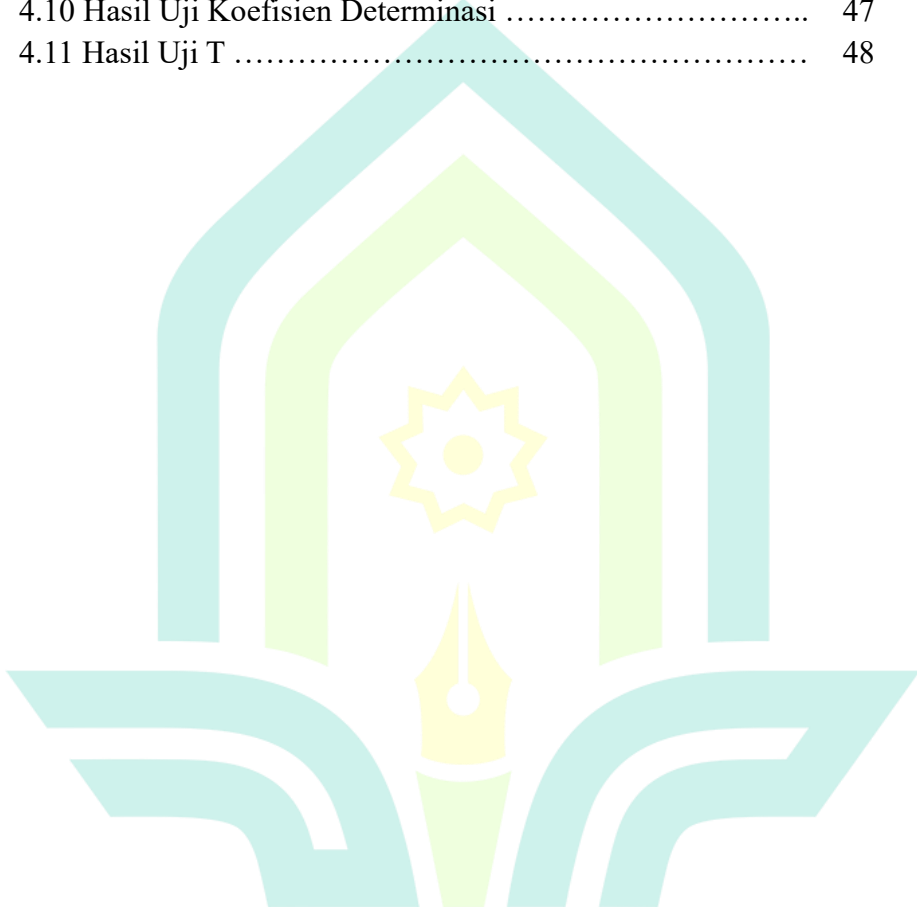 4.10 Hasil Uji Koefisien Determinasi ……………………….. 47
4.11 Hasil Uji T ……………………………………………… 48